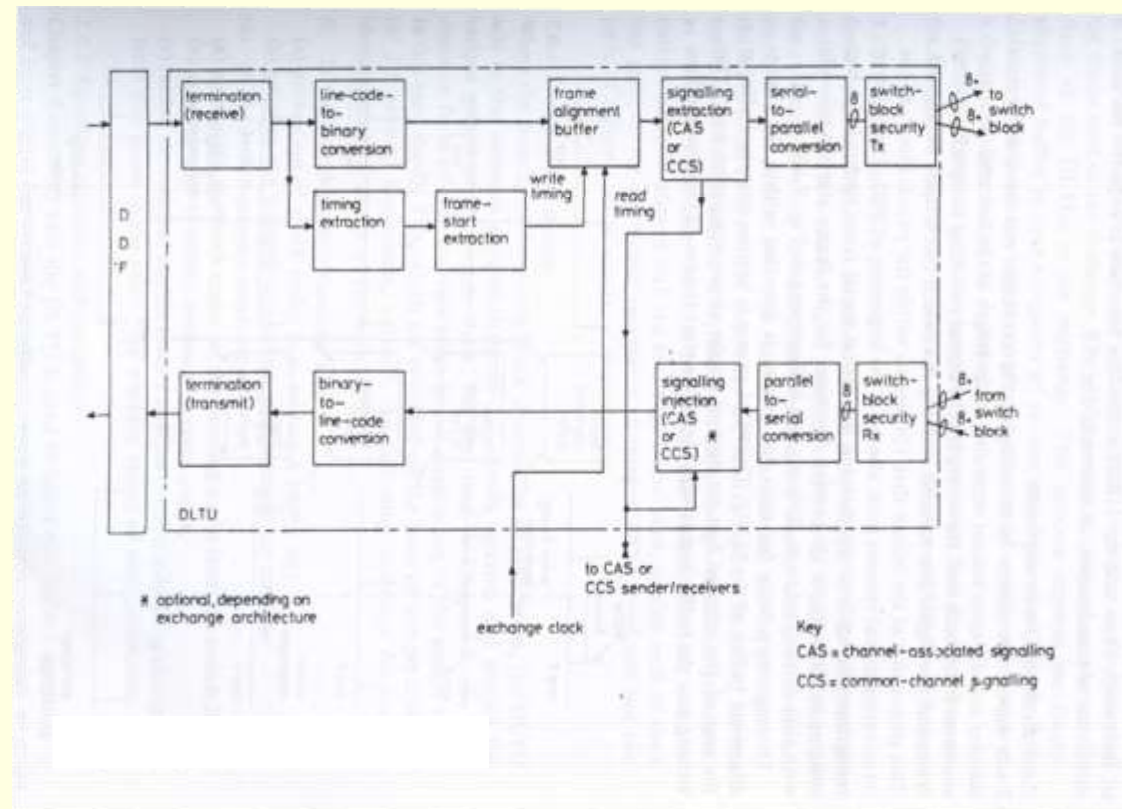 termination
(receive)
line-code-
to-
binary
conversion
frame
alignment
buffer
signalling
extraction
(CAS
or
CCS)
serial-
to-
parallel
conversion
8
switch-
block
security
Tx
8*
to
8* switch
block
timing
extraction
frame-
start
extraction
write
timing
read
timing
D
D
F
termination
(transmit)
binary-
to-
line-code
conversion
signalling
injection
(CAS
or *
CCS)
parallel
to-
serial
conversion
8
switch-
block
security
Rx
8*
from
8* switch
block
DLTU
to CAS or
CCS sender/receivers
* optional, depending on
exchange architecture
exchange clock
Key
CAS = channel-associated signalling
CCS = common-channel signalling